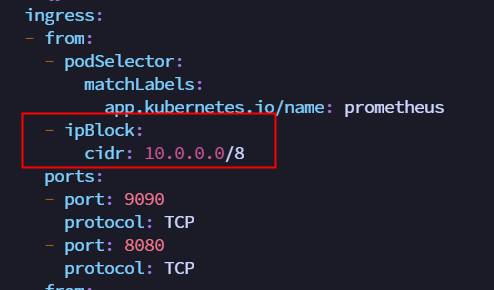 ingress:
- from:
  - podSelector:
      matchLabels:
        app.kubernetes.io/name: prometheus
  - ipBlock:
      cidr: 10.0.0.0/8
  ports:
  - port: 9090
    protocol: TCP
  - port: 8080
    protocol: TCP